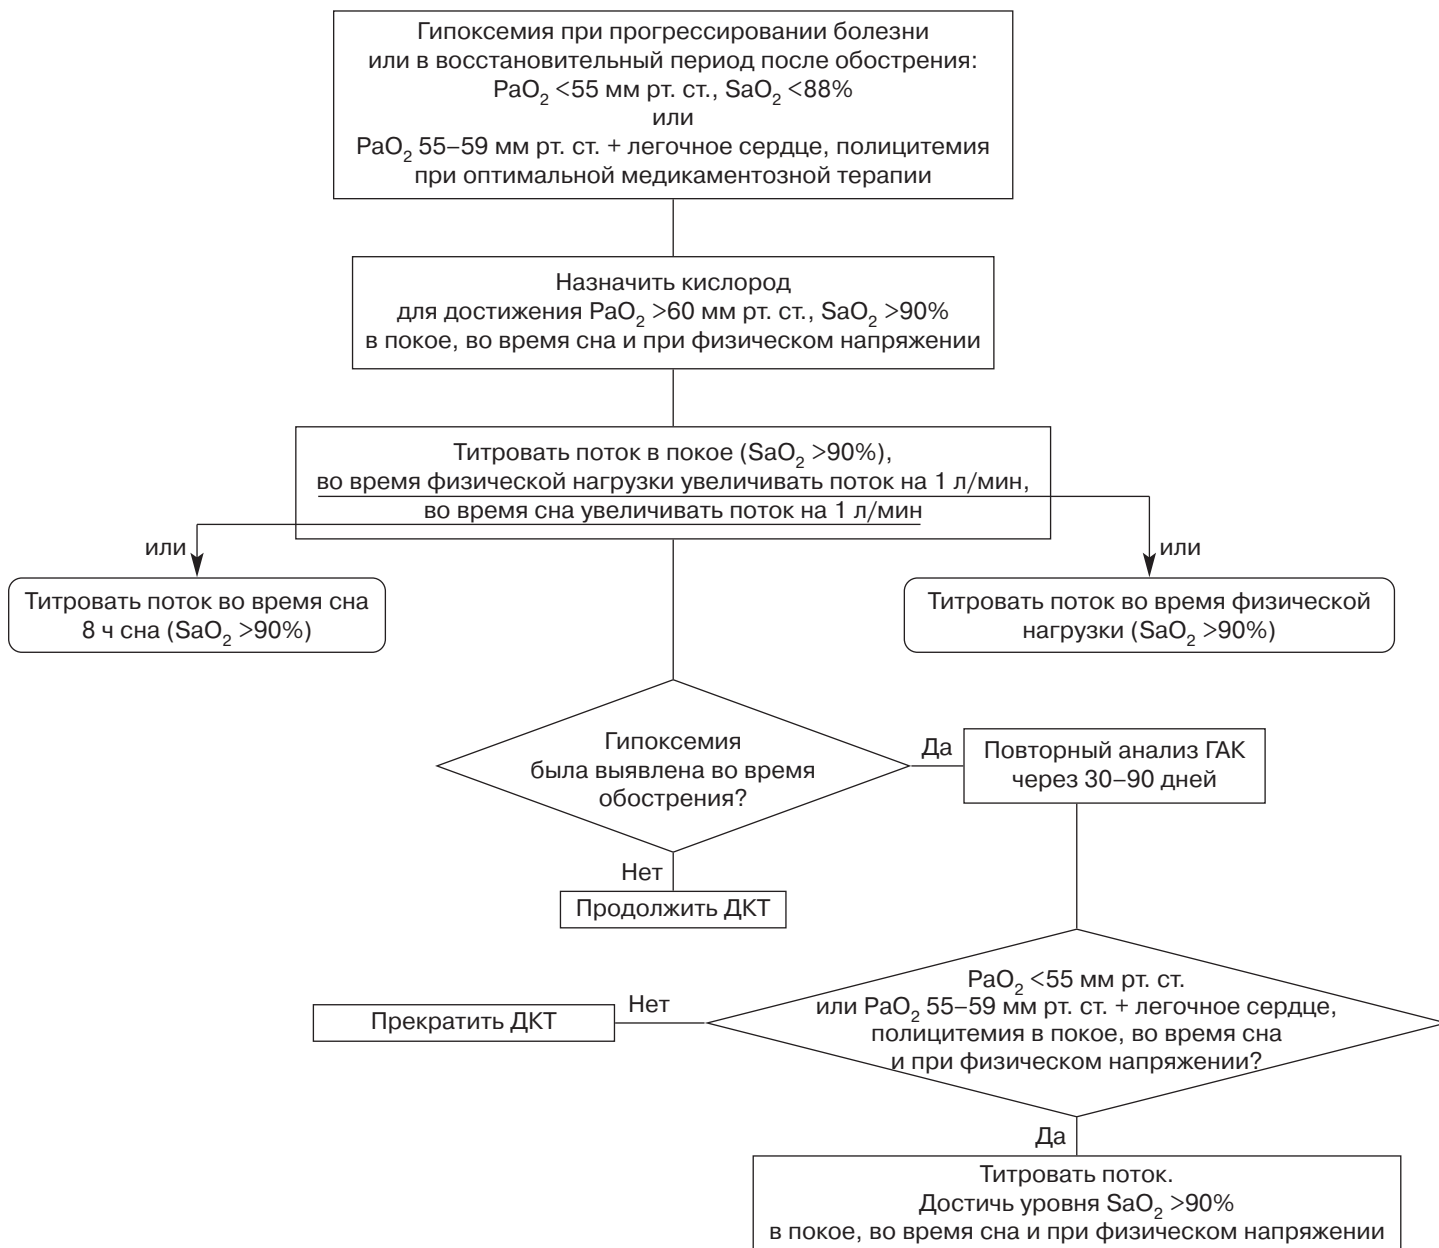 Гипоксемия при прогрессировании болезни
или в восстановительный период после обострения:
PaO₂ <55 мм рт. ст., SaO₂ <88%
или
PaO₂ 55–59 мм рт. ст. + легочное сердце, полицитемия
при оптимальной медикаментозной терапии
Назначить кислород
для достижения PaO₂ >60 мм рт. ст., SaO₂ >90%
в покое, во время сна и при физическом напряжении
Титровать поток в покое (SaO₂ >90%),
во время физической нагрузки увеличивать поток на 1 л/мин,
во время сна увеличивать поток на 1 л/мин
или
Титровать поток во время сна
8 ч сна (SaO₂ >90%)
или
Титровать поток во время физической
нагрузки (SaO₂ >90%)
Гипоксемия
была выявлена во время
обострения?
Да
Повторный анализ ГАК
через 30–90 дней
Нет
Продолжить ДКТ
PaO₂ <55 мм рт. ст.
или PaO₂ 55–59 мм рт. ст. + легочное сердце,
полицитемия в покое, во время сна
и при физическом напряжении?
Нет
Прекратить ДКТ
Да
Титровать поток.
Достичь уровня SaO₂ >90%
в покое, во время сна и при физическом напряжении